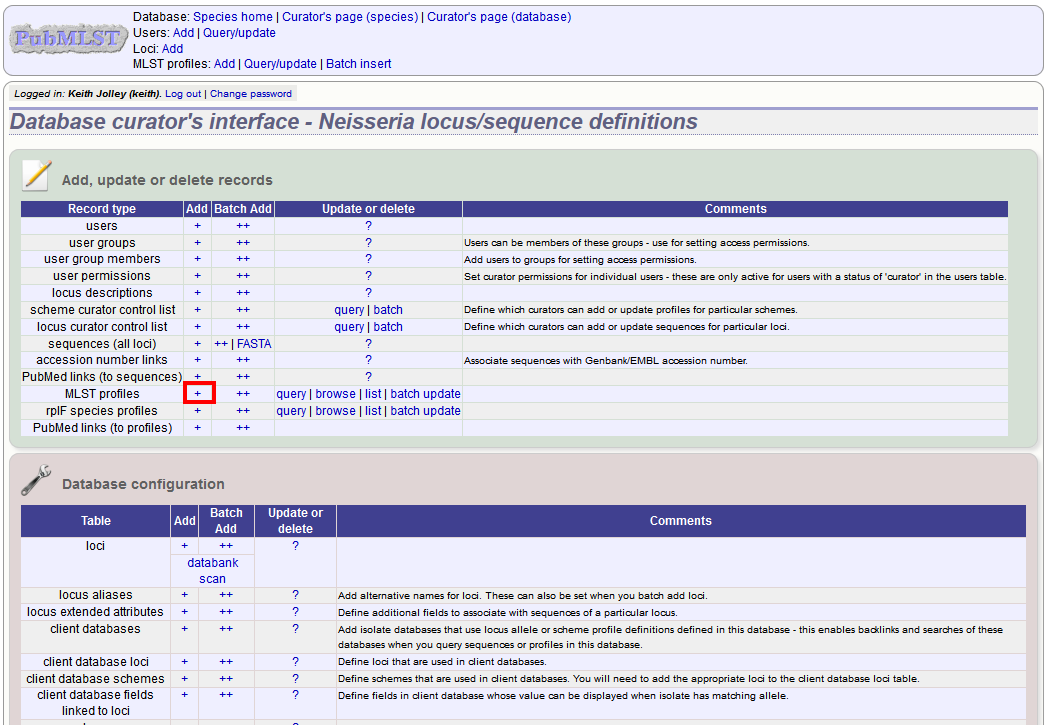 PubMLST
Database: Species home | Curator's page (species) | Curator's page (database)
Users: Add | Query/update
Loci: Add
MLST profiles: Add | Query/update | Batch insert
Logged in: Keith Jolley (keith). Log out | Change password
Database curator's interface - Neisseria locus/sequence definitions
Add, update or delete records
Record type Add Batch Add Update or delete Comments
users + ++ ?
user groups + ++ ? Users can be members of these groups - use for setting access permissions.
user group members + ++ ? Add users to groups for setting access permissions.
user permissions + ++ ? Set curator permissions for individual users - these are only active for users with a status of 'curator' in the users table.
locus descriptions + ++ ?
scheme curator control list + ++ query | batch Define which curators can add or update profiles for particular schemes.
locus curator control list + ++ query | batch Define which curators can add or update sequences for particular loci.
sequences (all loci) + ++ | FASTA ?
accession number links + ++ ? Associate sequences with Genbank/EMBL accession number.
PubMed links (to sequences) + ++ ?
MLST profiles + ++ query | browse | list | batch update
rplF species profiles + ++ query | browse | list | batch update
PubMed links (to profiles) + ++
Database configuration
Table Add Batch Add Update or delete Comments
loci + ++ ?
databank
scan
locus aliases + ++ ? Add alternative names for loci. These can also be set when you batch add loci.
locus extended attributes + ++ ? Define additional fields to associate with sequences of a particular locus.
client databases + ++ ? Add isolate databases that use locus allele or scheme profile definitions defined in this database - this enables backlinks and searches of these
databases when you query sequences or profiles in this database.
client database loci + ++ ? Define loci that are used in client databases.
client database schemes + ++ ? Define schemes that are used in client databases. You will need to add the appropriate loci to the client database loci table.
client database fields + ++ ? Define fields in client database whose value can be displayed when isolate has matching allele.
linked to loci